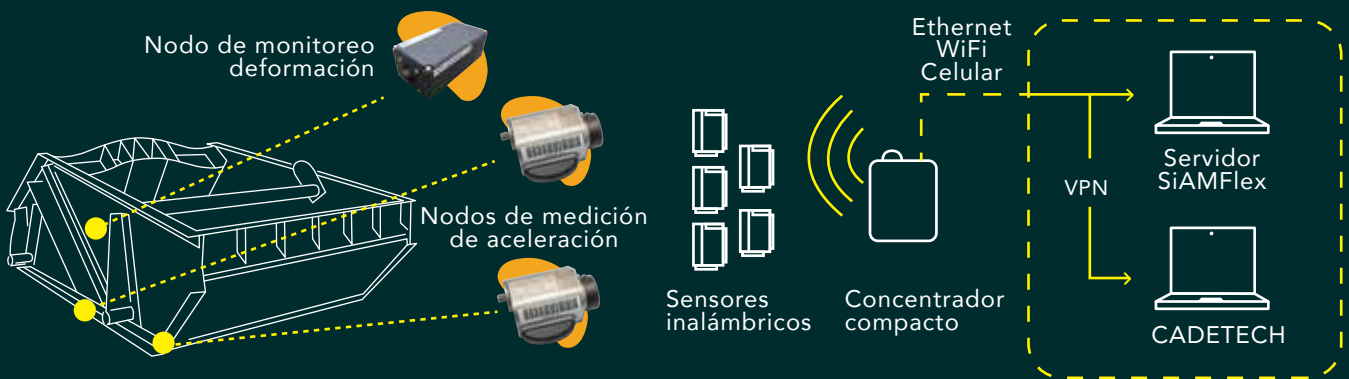 Nodo de monitoreo
deformación
Nodos de medición
de aceleración
Sensores
inalámbricos
Concentrador
compacto
Ethernet
WiFi
Celular
VPN
Servidor
SiAMFlex
CADETECH